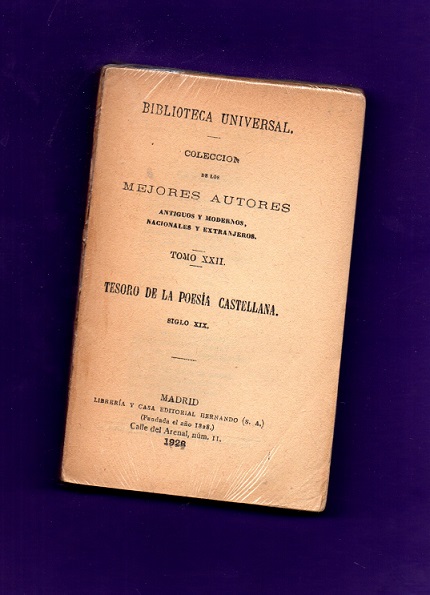 BIBLIOTECA UNIVERSAL.
COLECCION
DE LOS
MEJORES AUTORES
ANTIGUOS Y MODERNOS,
NACIONALES Y EXTRANJEROS.
TOMO XXII.
TESORO DE LA POESÍA CASTELLANA.
SIGLO XIX.
MADRID
LIBRERÍA Y CASA EDITORIAL HERNANDO (S. A.)
(Fundada el año 1828.)
Calle del Arenal, núm. 11.
1926